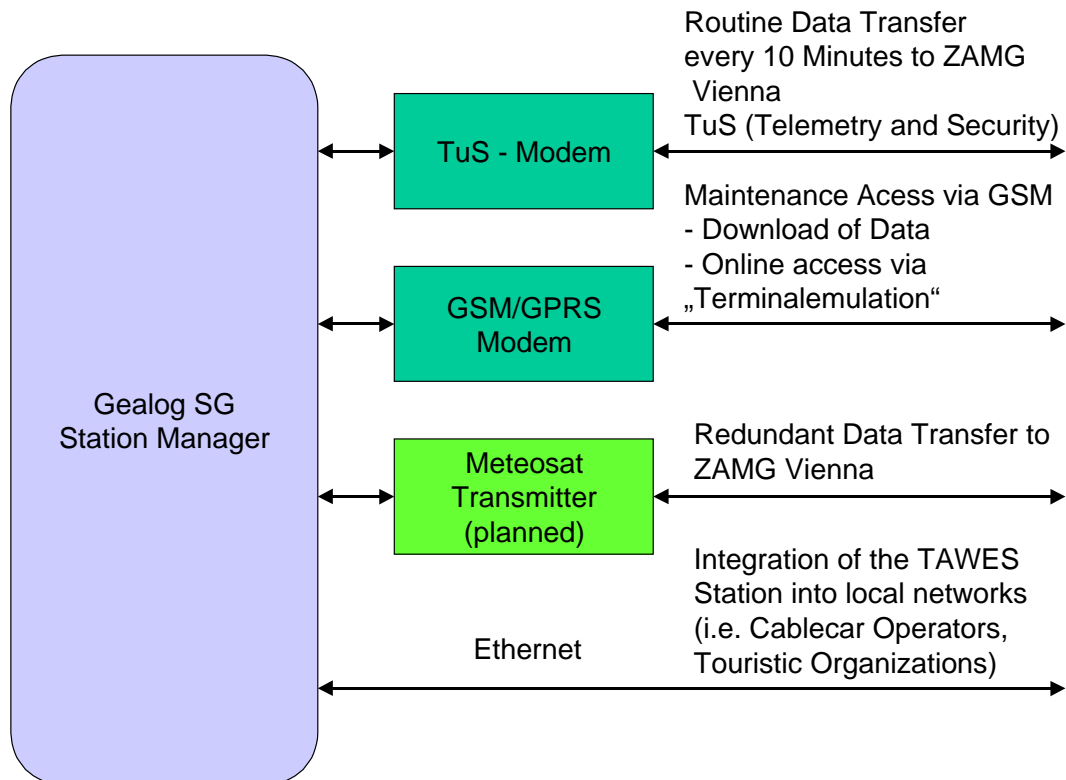 Routine Data Transfer
every 10 Minutes to ZAMG
Vienna
TuS (Telemetry and Security)
TuS - Modem
Maintenance Acess via GSM
- Download of Data
- Online access via
„Terminalemulation“
GSM/GPRS
Modem
Gealog SG
Station Manager
Redundant Data Transfer to
ZAMG Vienna
Meteosat
Transmitter
(planned)
Integration of the TAWES
Station into local networks
(i.e. Cablecar Operators,
Touristic Organizations)
Ethernet